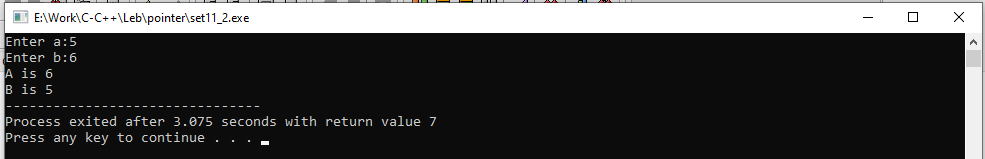 E:\Work\C-C++\Leb\pointer\set11_2.exe
Enter a:5
Enter b:6
A is 6
B is 5
--------------------------------
Process exited after 3.075 seconds with return value 7
Press any key to continue . . .